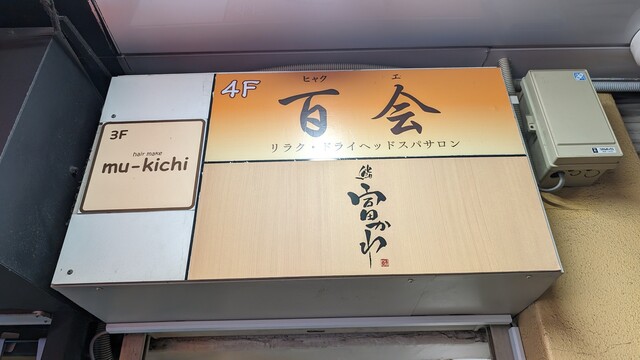 3F
hair make
mu-kichi
4F
ヒャク エ
百会
リラク・ドライヘッドスパサロン
鮨
富かわ